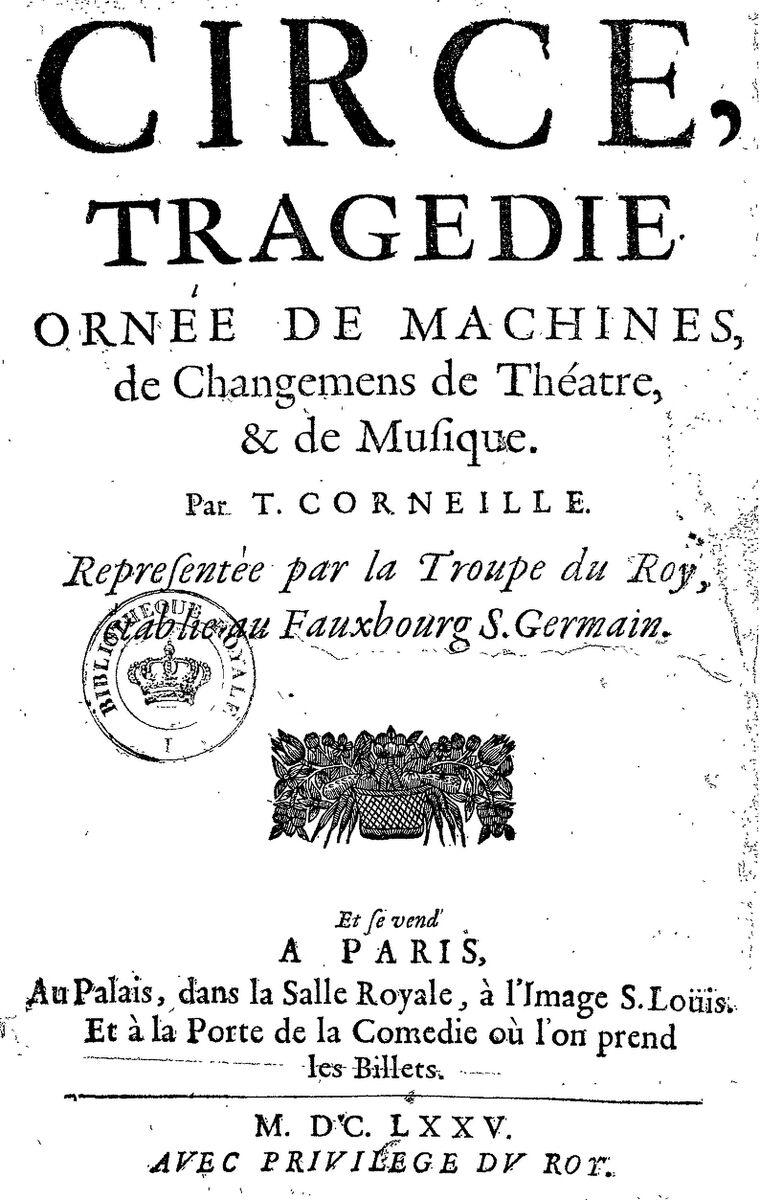 CIRCE,
TRAGEDIE
ORNÉE DE MACHINES,
de Changemens de Théatre,
& de Muſique.
Par T. CORNEILLE.
Repreſentée par la Troupe du Roy,
établie au Fauxbourg S. Germain.
BIBLIOTHEQUE ROYALE
I
Et ſe vend
A PARIS,
Au Palais, dans la Salle Royale, à l'Image S. Loüis.
Et à la Porte de la Comedie où l'on prend
les Billets.
M. DC. LXXV.
AVEC PRIVILEGE DV ROY.